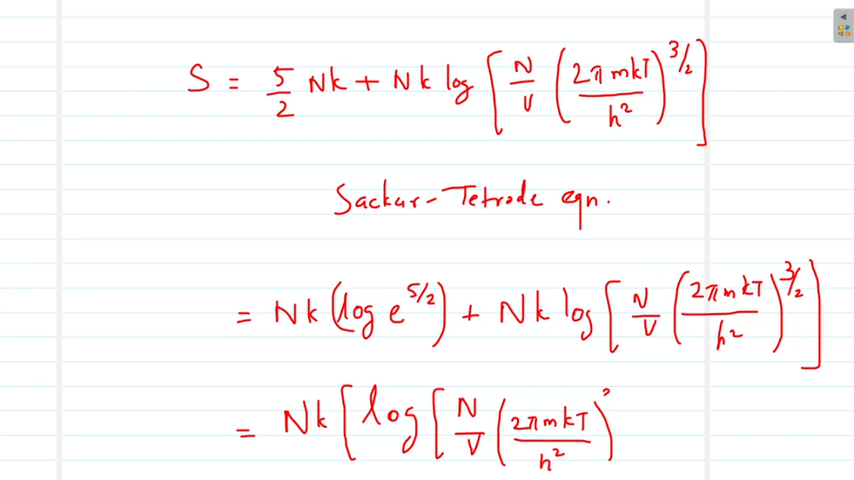 S = 5/2 Nk + Nk log [ N/V ( 2πmkT / h² )^3/2 ]
Sackur-Tetrode eqn.
= Nk (log e^5/2) + Nk log [ N/V ( 2πmkT / h² )^3/2 ]
= Nk [ log [ N/V ( 2πmkT / h² )